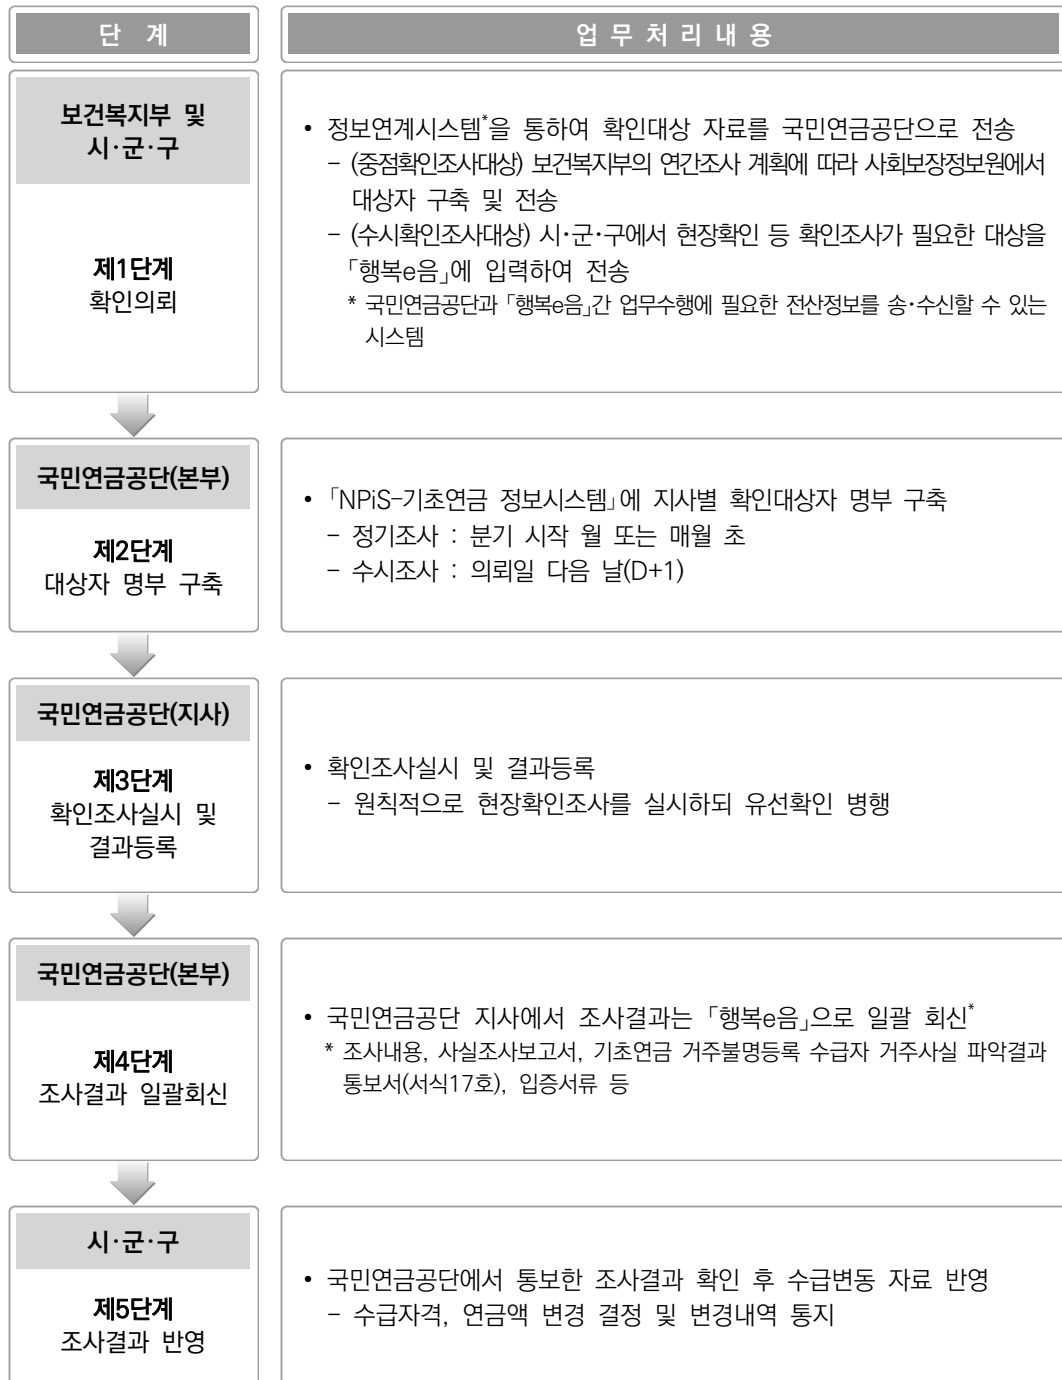 단 계
업 무 처 리 내 용
보건복지부 및
시·군·구
제1단계
확인의뢰
• 정보연계시스템*을 통하여 확인대상 자료를 국민연금공단으로 전송
- (중점확인조사대상) 보건복지부의 연간조사 계획에 따라 사회보장정보원에서
대상자 구축 및 전송
- (수시확인조사대상) 시·군·구에서 현장확인 등 확인조사가 필요한 대상을
「행복e음」에 입력하여 전송
* 국민연금공단과 「행복e음」간 업무수행에 필요한 전산정보를 송·수신할 수 있는
시스템
국민연금공단(본부)
제2단계
대상자 명부 구축
• 「NPiS-기초연금 정보시스템」에 지사별 확인대상자 명부 구축
- 정기조사 : 분기 시작 월 또는 매월 초
- 수시조사 : 의뢰일 다음 날(D+1)
국민연금공단(지사)
제3단계
확인조사실시 및
결과등록
• 확인조사실시 및 결과등록
- 원칙적으로 현장확인조사를 실시하되 유선확인 병행
국민연금공단(본부)
제4단계
조사결과 일괄회신
• 국민연금공단 지사에서 조사결과는 「행복e음」으로 일괄 회신*
* 조사내용, 사실조사보고서, 기초연금 거주불명등록 수급자 거주사실 파악결과
통보서(서식17호), 입증서류 등
시·군·구
제5단계
조사결과 반영
• 국민연금공단에서 통보한 조사결과 확인 후 수급변동 자료 반영
- 수급자격, 연금액 변경 결정 및 변경내역 통지